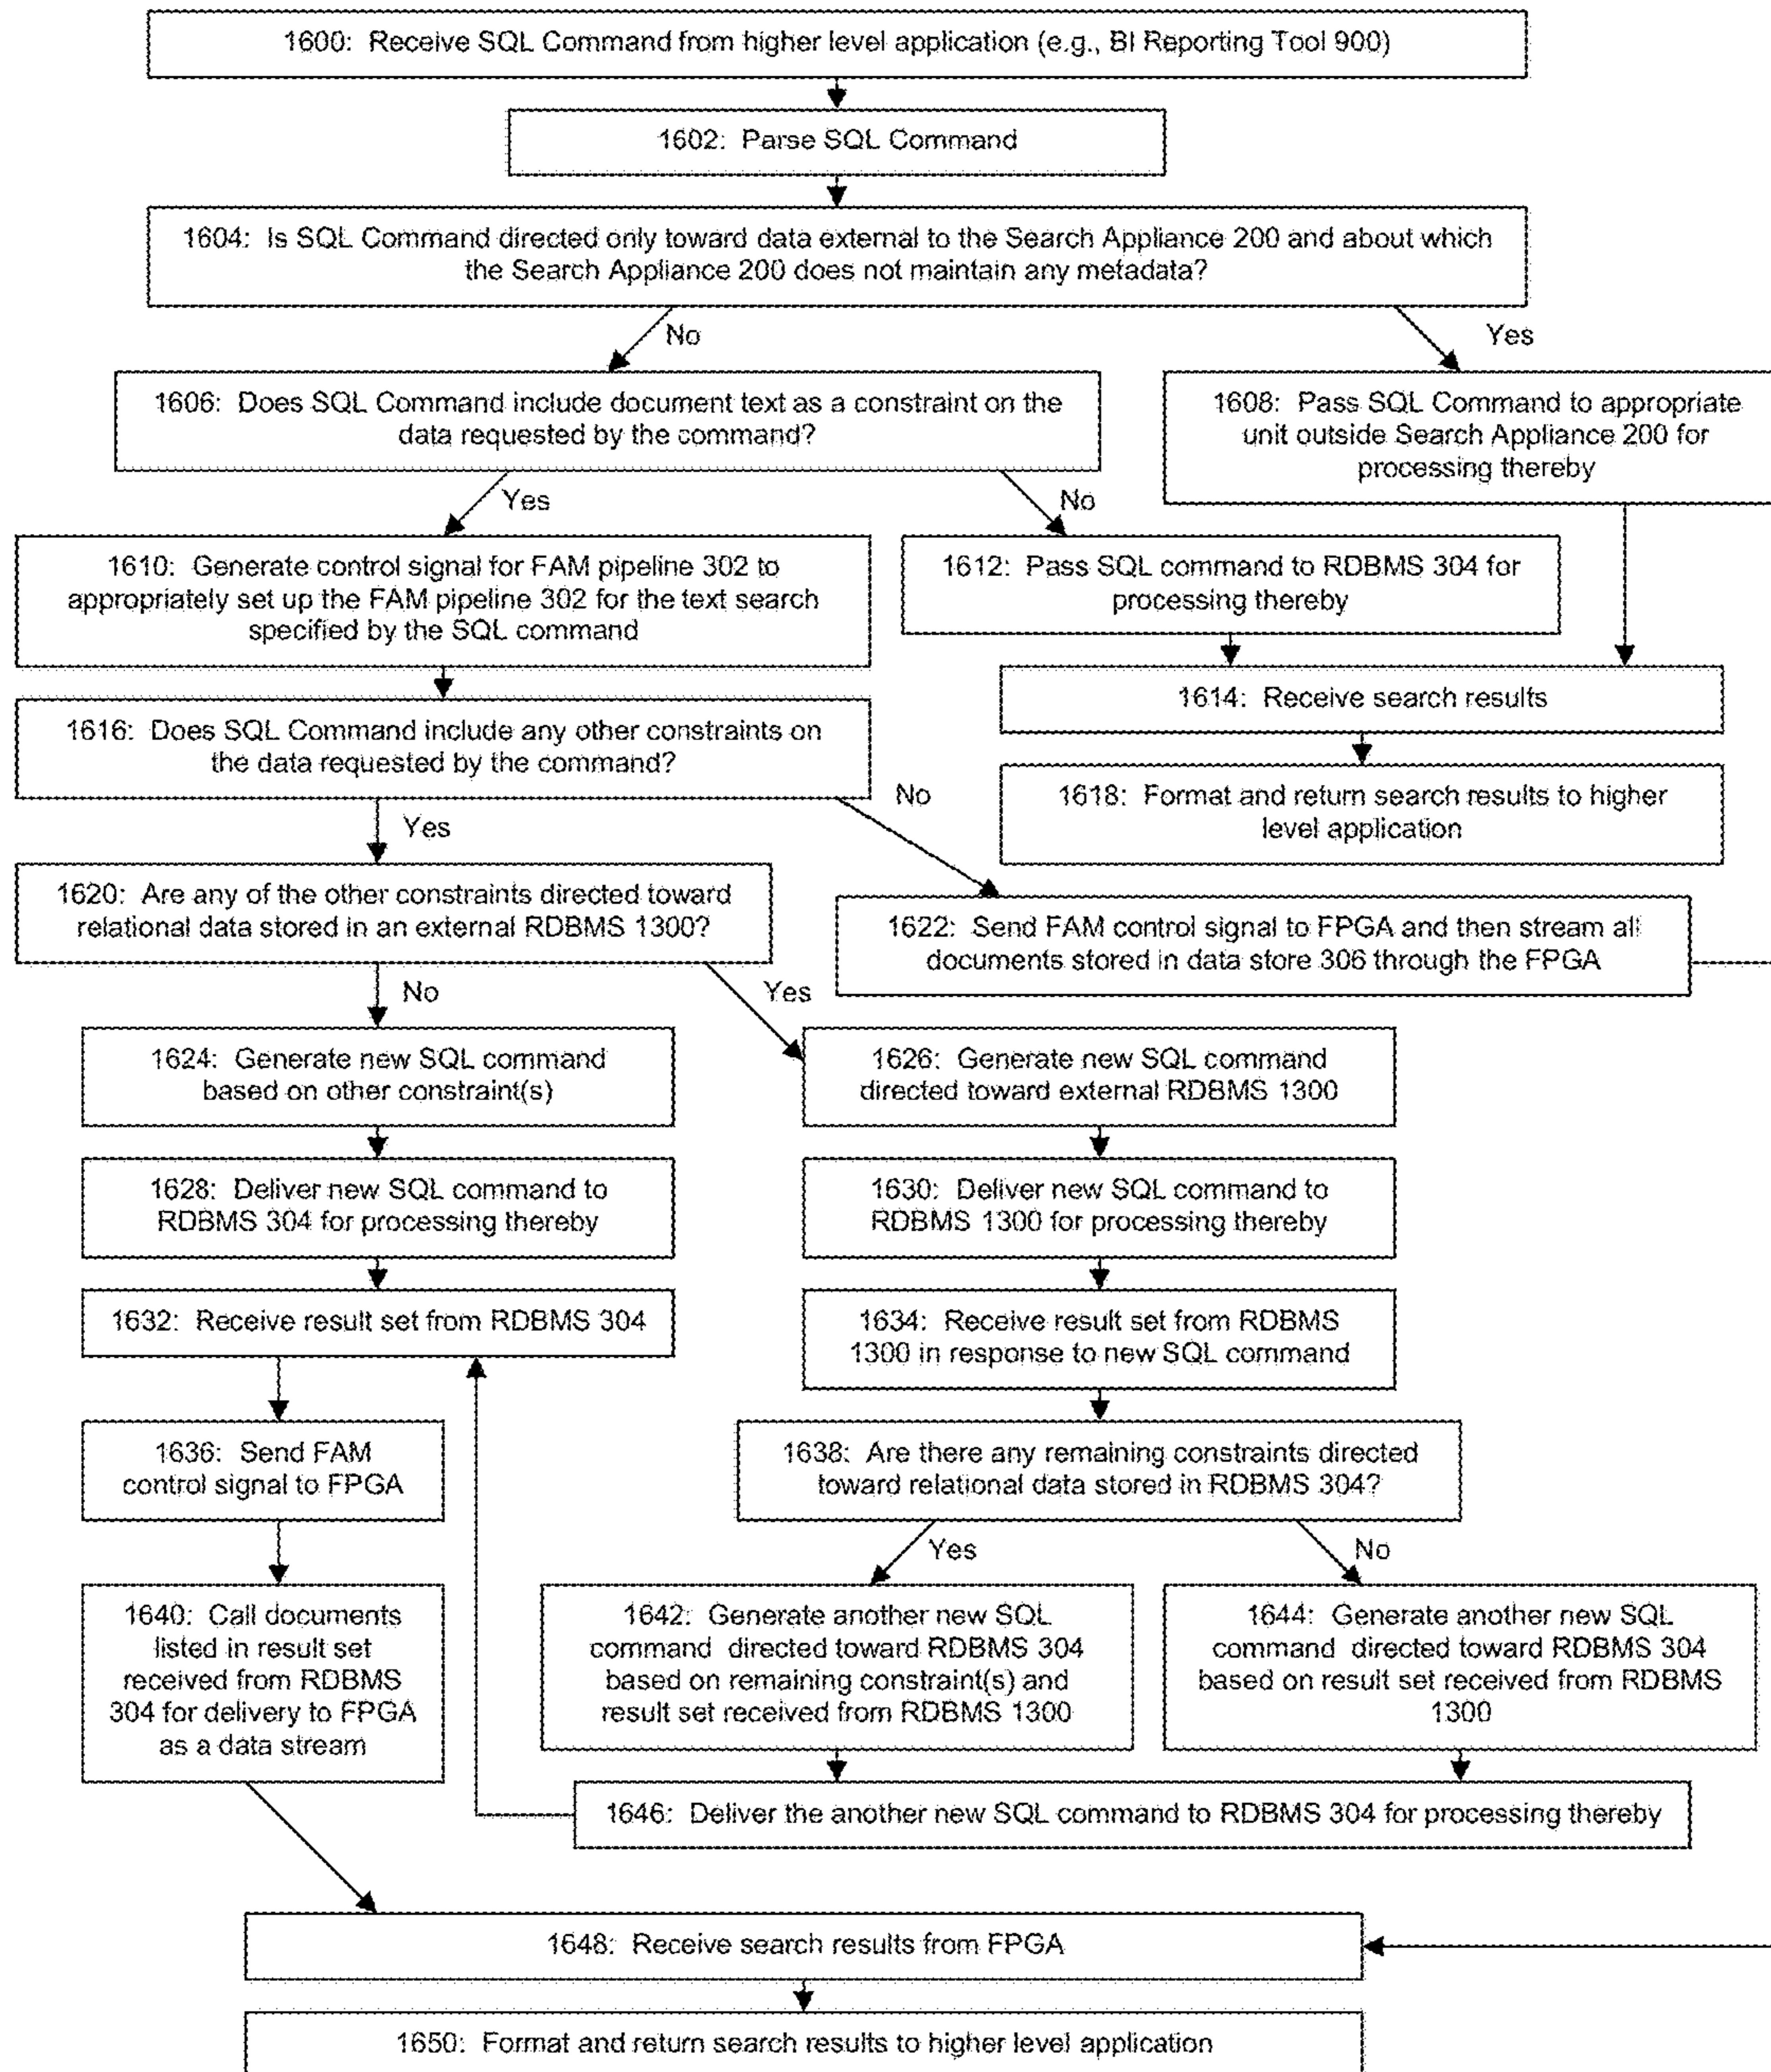 1600: Receive SQL Command from higher level application (e.g., BI Reporting Tool 900)
1602: Parse SQL Command
1604: Is SQL Command directed only toward data external to the Search Appliance 200 and about which
the Search Appliance 200 does not maintain any metadata?
No
Yes
1606: Does SQL Command include document text as a constraint on the
data requested by the command?
1608: Pass SQL Command to appropriate
unit outside Search Appliance 200 for
processing thereby
Yes
No
1610: Generate control signal for FAM pipeline 302 to
appropriately set up the FAM pipeline 302 for the text search
specified by the SQL command
1612: Pass SQL command to RDBMS 304 for
processing thereby
1614: Receive search results
1616: Does SQL Command include any other constraints on
the data requested by the command?
1618: Format and return search results to higher
level application
No
Yes
1620: Are any of the other constraints directed toward
relational data stored in an external RDBMS 1300?
1622: Send FAM control signal to FPGA and then stream all
documents stored in data store 306 through the FPGA
No
Yes
1624: Generate new SQL command
based on other constraint(s)
1626: Generate new SQL command
directed toward external RDBMS 1300
1628: Deliver new SQL command to
RDBMS 304 for processing thereby
1630: Deliver new SQL command to
RDBMS 1300 for processing thereby
1632: Receive result set from RDBMS 304
1634: Receive result set from RDBMS
1300 in response to new SQL command
1636: Send FAM
control signal to FPGA
1638: Are there any remaining constraints directed
toward relational data stored in RDBMS 304?
Yes
No
1640: Call documents
listed in result set
received from RDBMS
304 for delivery to FPGA
as a data stream
1642: Generate another new SQL
command directed toward RDBMS 304
based on remaining constraint(s) and
result set received from RDBMS 1300
1644: Generate another new SQL
command directed toward RDBMS 304
based on result set received from RDBMS
1300
1646: Deliver the another new SQL command to RDBMS 304 for processing thereby
1648: Receive search results from FPGA
1650: Format and return search results to higher level application